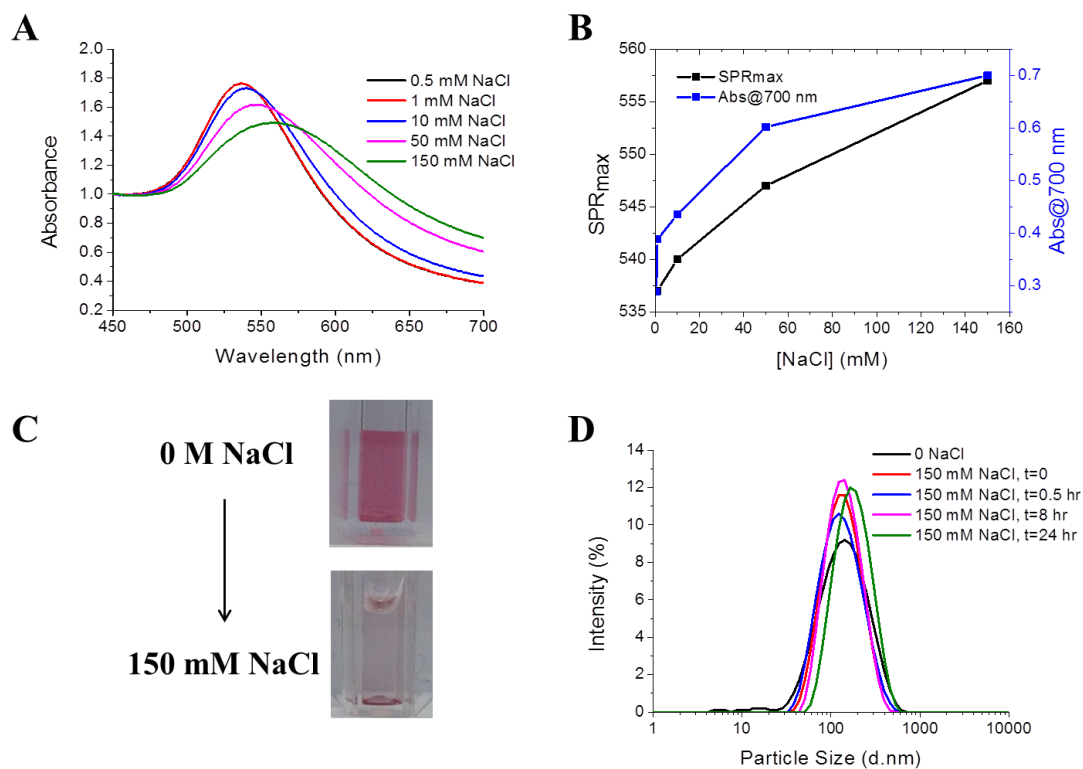 A
2.0
1.8
1.6
1.4
1.2
1.0
0.8
0.6
0.4
0.2
450
500
550
600
650
700
Absorbance
Wavelength (nm)
0.5 mM NaCl
1 mM NaCl
10 mM NaCl
50 mM NaCl
150 mM NaCl
B
560
555
550
545
540
535
0
20
40
60
80
100
120
140
160
0.7
0.6
0.5
0.4
0.3
SPRmax
Abs@700 nm
SPRmax
[NaCl] (mM)
Abs@700 nm
C
0 M NaCl
150 mM NaCl
D
14
12
10
8
6
4
2
0
1
10
100
1000
10000
Intensity (%)
Particle Size (d.nm)
0 NaCl
150 mM NaCl, t=0
150 mM NaCl, t=0.5 hr
150 mM NaCl, t=8 hr
150 mM NaCl, t=24 hr